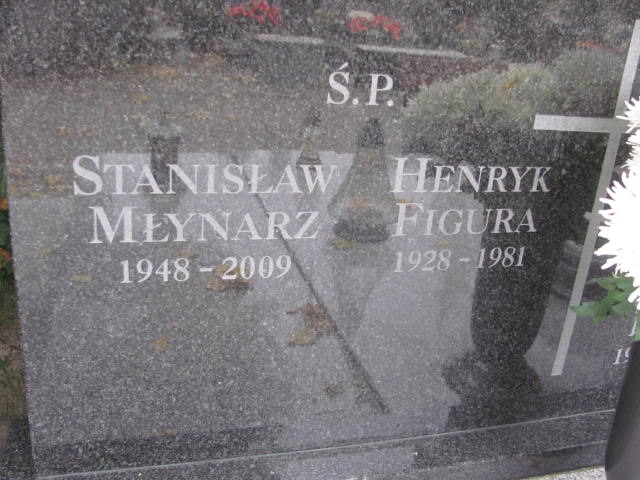 Ś.P.
STANISŁAW
MŁYNARZ
1948 - 2009
HENRYK
FIGURA
1928 - 1981